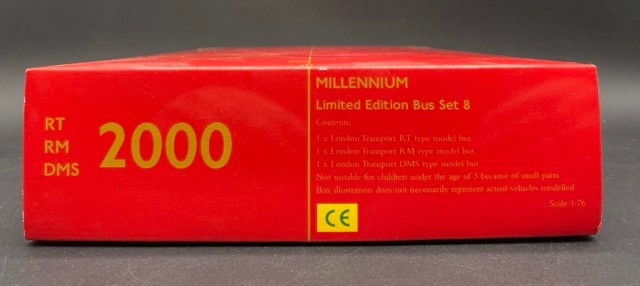 RT
RM
DMS
2000
MILLENNIUM
Limited Edition Bus Set 8
Contents.
1 x London Transport RT type model bus
1 x London Transport RM type model bus
1 x London Transport DMS type model bus
Not suitable for children under the age of 3 because of small parts
Box illustration does not necessarily represent actual vehicles modelled
Scale 1:76
CE